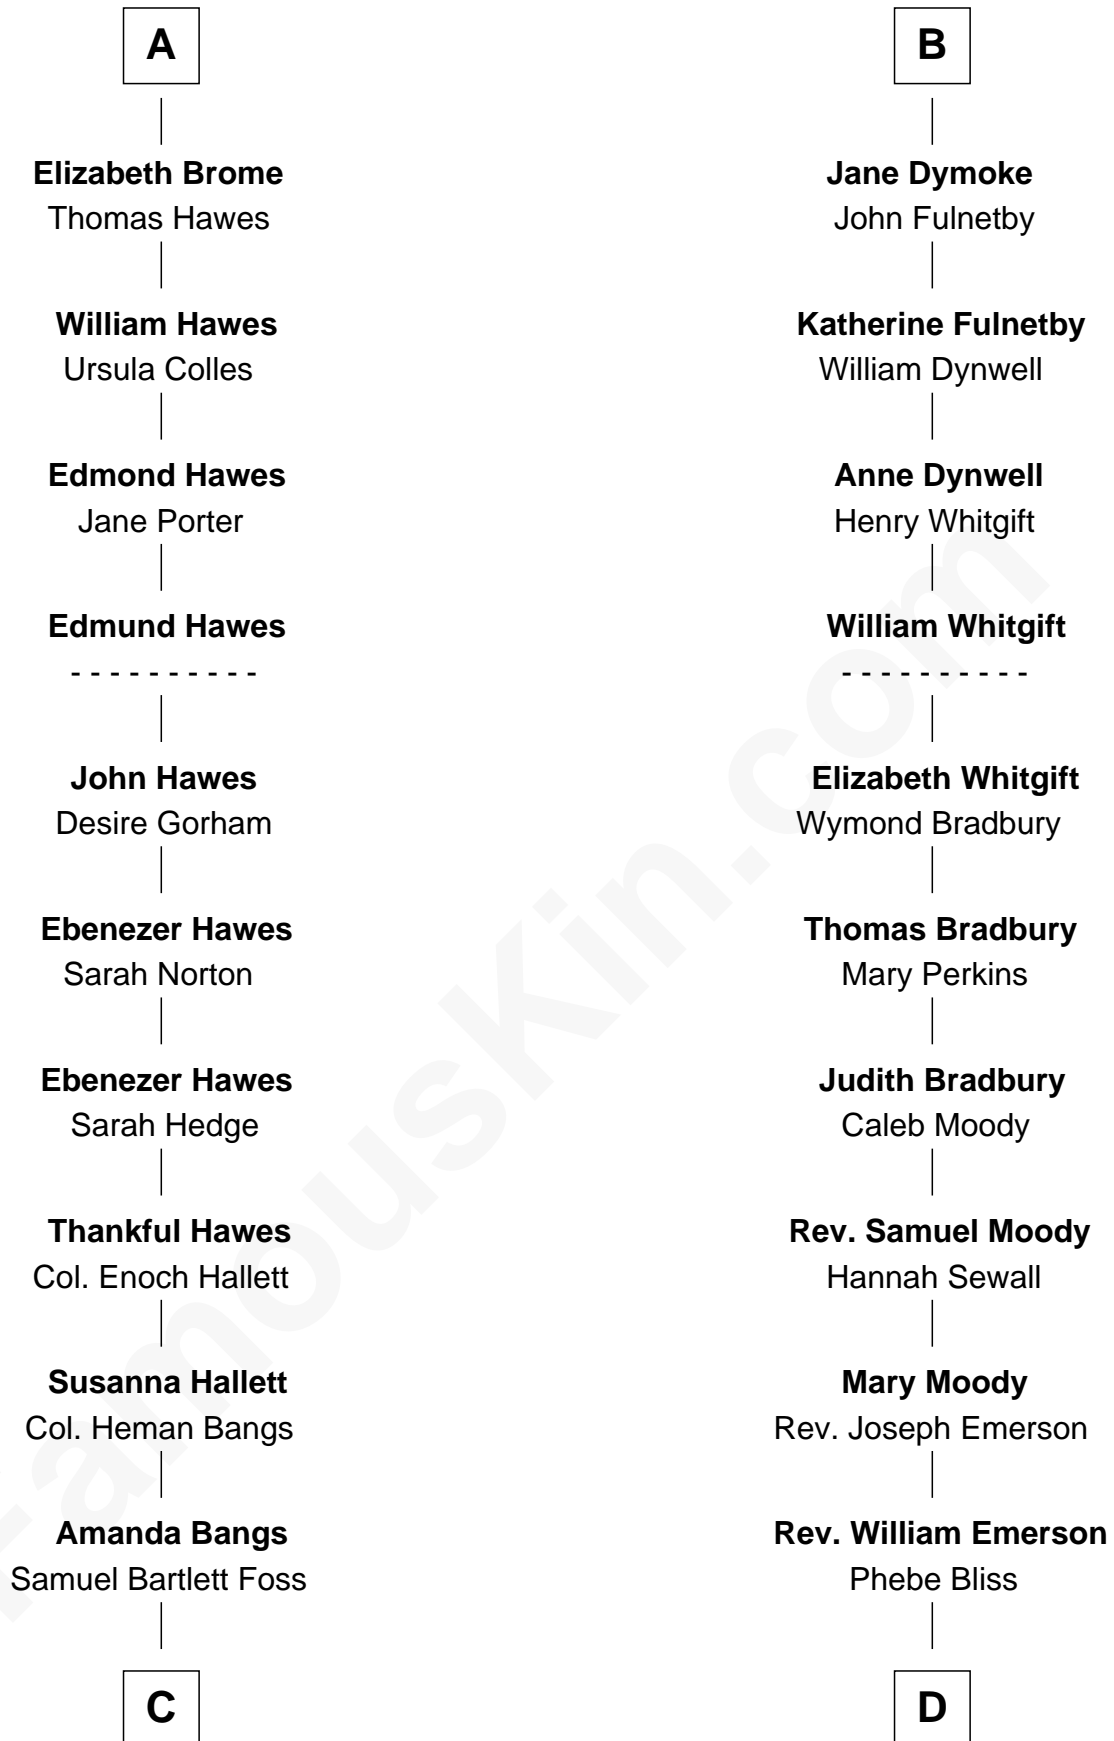 A
Elizabeth Brome
Thomas Hawes
William Hawes
Ursula Colles
Edmond Hawes
Jane Porter
Edmund Hawes
- - - - - - - - - -
John Hawes
Desire Gorham
Ebenezer Hawes
Sarah Norton
Ebenezer Hawes
Sarah Hedge
Thankful Hawes
Col. Enoch Hallett
Susanna Hallett
Col. Heman Bangs
Amanda Bangs
Samuel Bartlett Foss
C
B
Jane Dymoke
John Fulnetby
Katherine Fulnetby
William Dynwell
Anne Dynwell
Henry Whitgift
William Whitgift
- - - - - - - - - -
Elizabeth Whitgift
Wymond Bradbury
Thomas Bradbury
Mary Perkins
Judith Bradbury
Caleb Moody
Rev. Samuel Moody
Hannah Sewall
Mary Moody
Rev. Joseph Emerson
Rev. William Emerson
Phebe Bliss
D
FamousKin.com